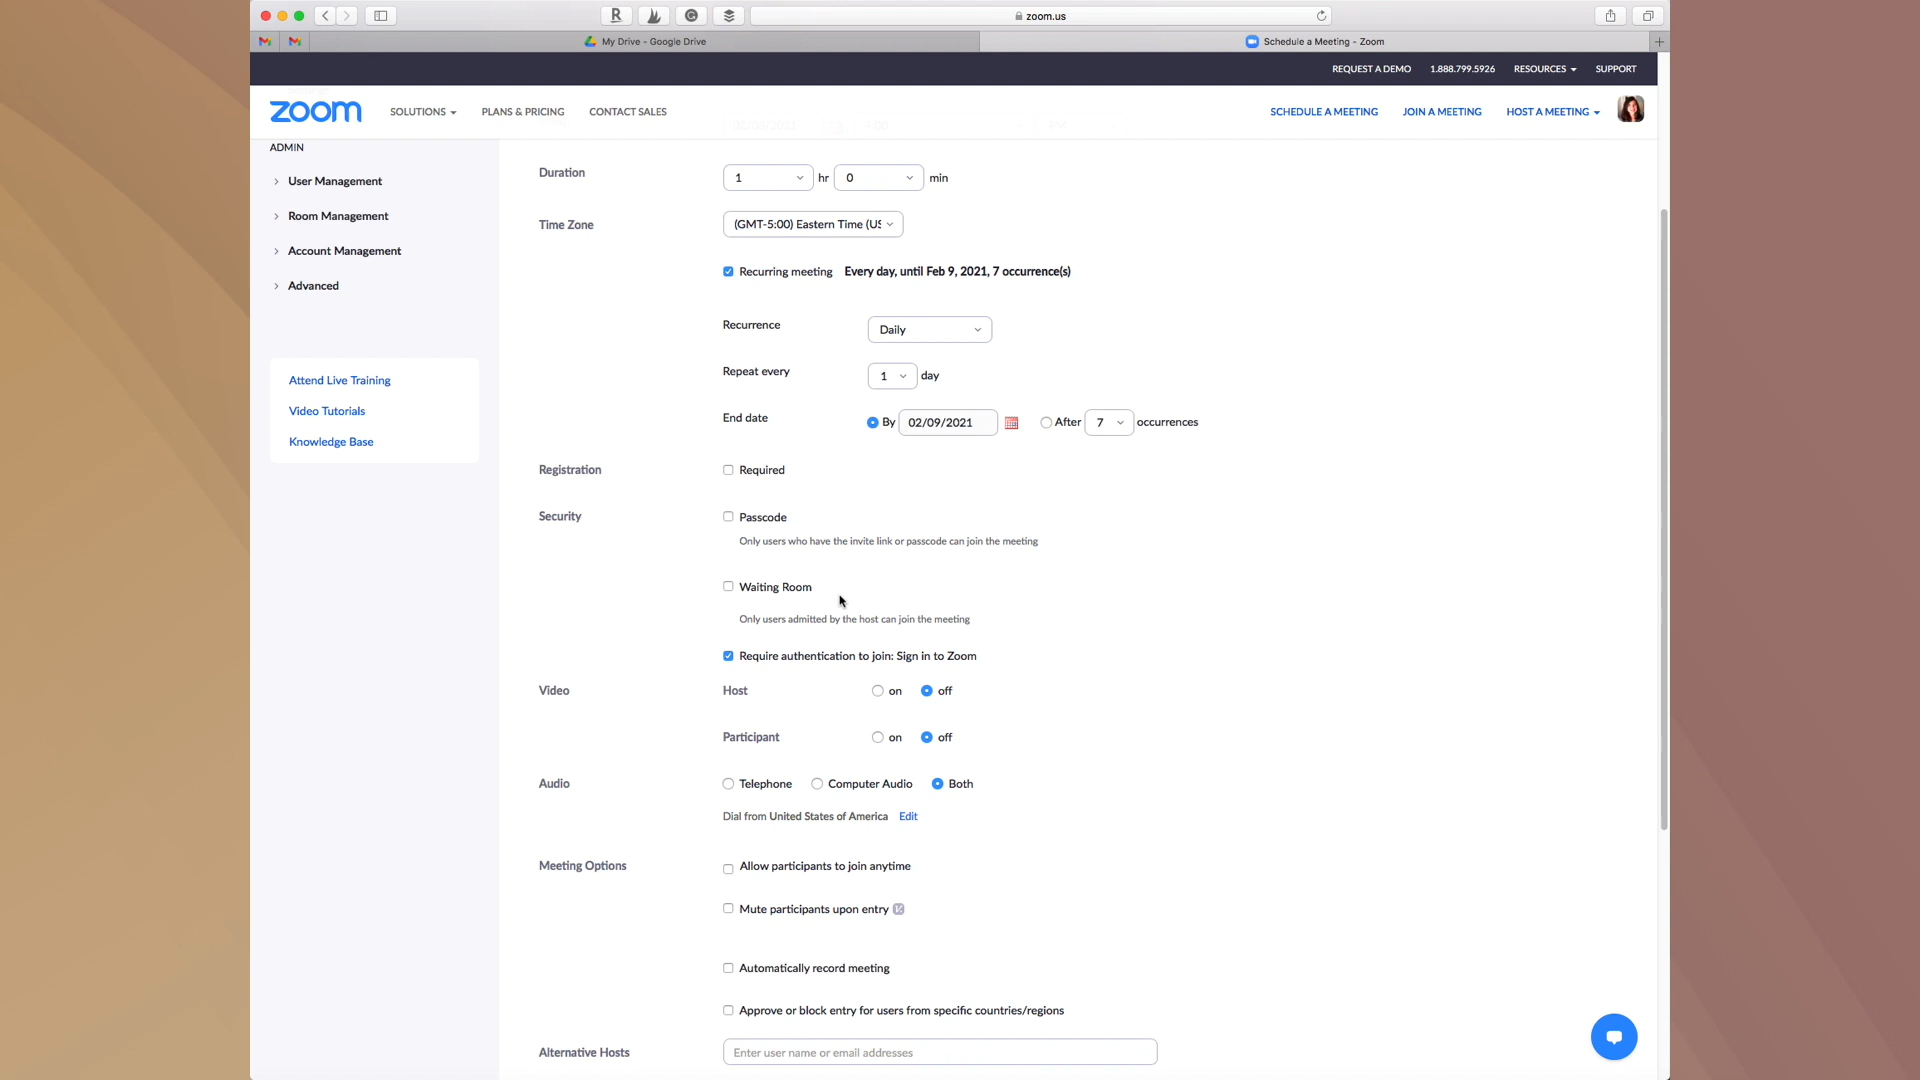 zoom.us
My Drive - Google Drive
Schedule a Meeting - Zoom
REQUEST A DEMO 1.888.799.5926 RESOURCES SUPPORT
zoom SOLUTIONS PLANS & PRICING CONTACT SALES SCHEDULE A MEETING JOIN A MEETING HOST A MEETING
ADMIN
User Management
Room Management
Account Management
Advanced
Attend Live Training
Video Tutorials
Knowledge Base
Duration 1 hr 0 min
Time Zone (GMT-5:00) Eastern Time (US
Recurring meeting Every day, until Feb 9, 2021, 7 occurrence(s)
Recurrence Daily
Repeat every 1 day
End date By 02/09/2021 After 7 occurrences
Registration Required
Security Passcode
Only users who have the invite link or passcode can join the meeting
Waiting Room
Only users admitted by the host can join the meeting
Require authentication to join: Sign in to Zoom
Video Host on off
Participant on off
Audio Telephone Computer Audio Both
Dial from United States of America Edit
Meeting Options Allow participants to join anytime
Mute participants upon entry
Automatically record meeting
Approve or block entry for users from specific countries/regions
Alternative Hosts Enter user name or email addresses